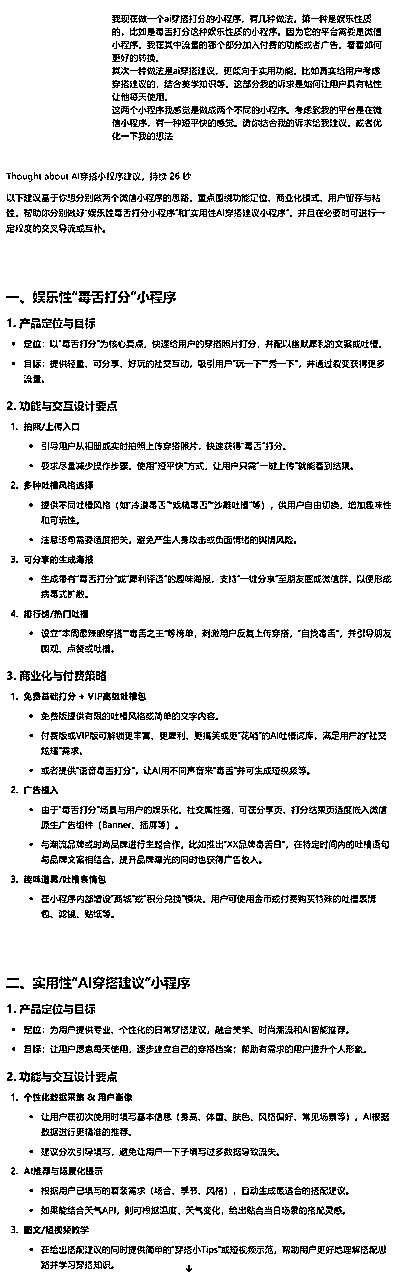 我现在做一个ai穿搭打分的小程序，有几种做法。第一种是娱乐性质
的，比如是毒舌打分这种娱乐性质的小程序。因为它的平台需要是微信
小程序。我在其中流量的哪个部分加入付费的功能或者广告，看看如何
更好的转换。
其次一种做法是ai穿搭建议，更倾向于实用功能。比如真实给用户考虑
穿搭的建议，结合美学知识等。这部分我的诉求是如何让用户具有粘性
让他每天使用。
这两个小程序我感觉是做成两个不同的小程序。考虑到我的平台是在微
信小程序，有一种短平快的感觉。请你结合我的诉求给我建议，或者优
化一下我的想法
Thought about AI穿搭小程序建议，持续 26 秒
以下建议基于你想分别做两个微信小程序的思路，重点围绕功能定位、商业化模式、用户留存与粘
性，帮助你分别做好“娱乐性毒舌打分小程序”和“实用性AI穿搭建议小程序”，并且在必要时可进行一
定程度的交叉导流或互补。
一、娱乐性“毒舌打分”小程序
1. 产品定位与目标
• 定位：以“毒舌打分”为核心卖点，快速给用户的穿搭照片打分，并配以幽默犀利的文案或吐槽。
• 目标：提供轻量、可分享、好玩的社交互动，吸引用户“玩一下”“秀一下”，并通过裂变获得更多
流量。
2. 功能与交互设计要点
1. 拍照/上传入口
• 引导用户从相册或实时拍照上传穿搭照片，快速获得“毒舌”打分。
• 要求尽量减少操作步骤，使用“短平快”方式，让用户只需“一键上传”就能看到结果。
2. 多种吐槽风格选择
• 提供不同吐槽风格（如“冷漠毒舌”“戏精毒舌”“沙雕吐槽”等），供用户自由切换，增加趣味性
和可玩性。
• 注意语句需要适度把关，避免产生人身攻击或负面情绪的舆情风险。
3. 可分享的生成海报
• 生成带有“毒舌打分”或“犀利评语”的趣味海报，支持“一键分享”至朋友圈或微信群，以便形成
病毒式扩散。
4. 排行榜/热门吐槽
• 设立“本周最辣眼穿搭”“毒舌之王”等榜单，刺激用户反复上传穿搭，“自找毒舌”，并引导朋友
围观、点赞或吐槽。
3. 商业化与付费策略
1. 免费基础打分 + VIP高级吐槽包
• 免费版提供有限的吐槽风格或简单的文字内容。
• 付费版或VIP版可解锁更丰富、更犀利、更搞笑或更“花哨”的AI吐槽词库，满足用户的“社交
炫耀”需求。
• 或者提供“语音毒舌打分”，让AI用不同声音来“毒舌”并可生成短视频等。
2. 广告植入
• 由于“毒舌打分”场景与用户的娱乐化、社交属性强，可在分享页、打分结果页适度嵌入微信
原生广告组件（Banner、插屏等）。
• 与潮流品牌或时尚品牌进行主题合作，比如推出“XX品牌毒舌日”，在特定时间内的吐槽语句
与品牌文案相结合，提升品牌曝光的同时也获得广告收入。
3. 趣味道具/吐槽表情包
• 在小程序内部增设“商城”或“积分兑换”模块，用户可使用金币或付费购买特殊的吐槽表情
包、滤镜、贴纸等。
二、实用性“AI穿搭建议”小程序
1. 产品定位与目标
• 定位：为用户提供专业、个性化的日常穿搭建议，融合美学、时尚潮流和AI智能推荐。
• 目标：让用户愿意每天使用，逐步建立自己的穿搭档案；帮助有需求的用户提升个人形象。
2. 功能与交互设计要点
1. 个性化数据采集 & 用户画像
• 让用户在初次使用时填写基本信息（身高、体重、肤色、风格偏好、常见场景等），AI根据
数据进行更精准的推荐。
• 建议分次引导填写，避免让用户一下子填写过多数据导致流失。
2. AI推荐与场景化提示
• 根据用户已填写的着装需求（场合、季节、风格），自动生成最适合的搭配建议。
• 如果能结合天气API，则可根据温度、天气变化，给出贴合当日场景的搭配灵感。
3. 图文/短视频教学
• 在给出搭配建议的同时提供简单的“穿搭小Tips”或短视频示范，帮助用户更好地理解搭配思
路并学习穿搭知识。